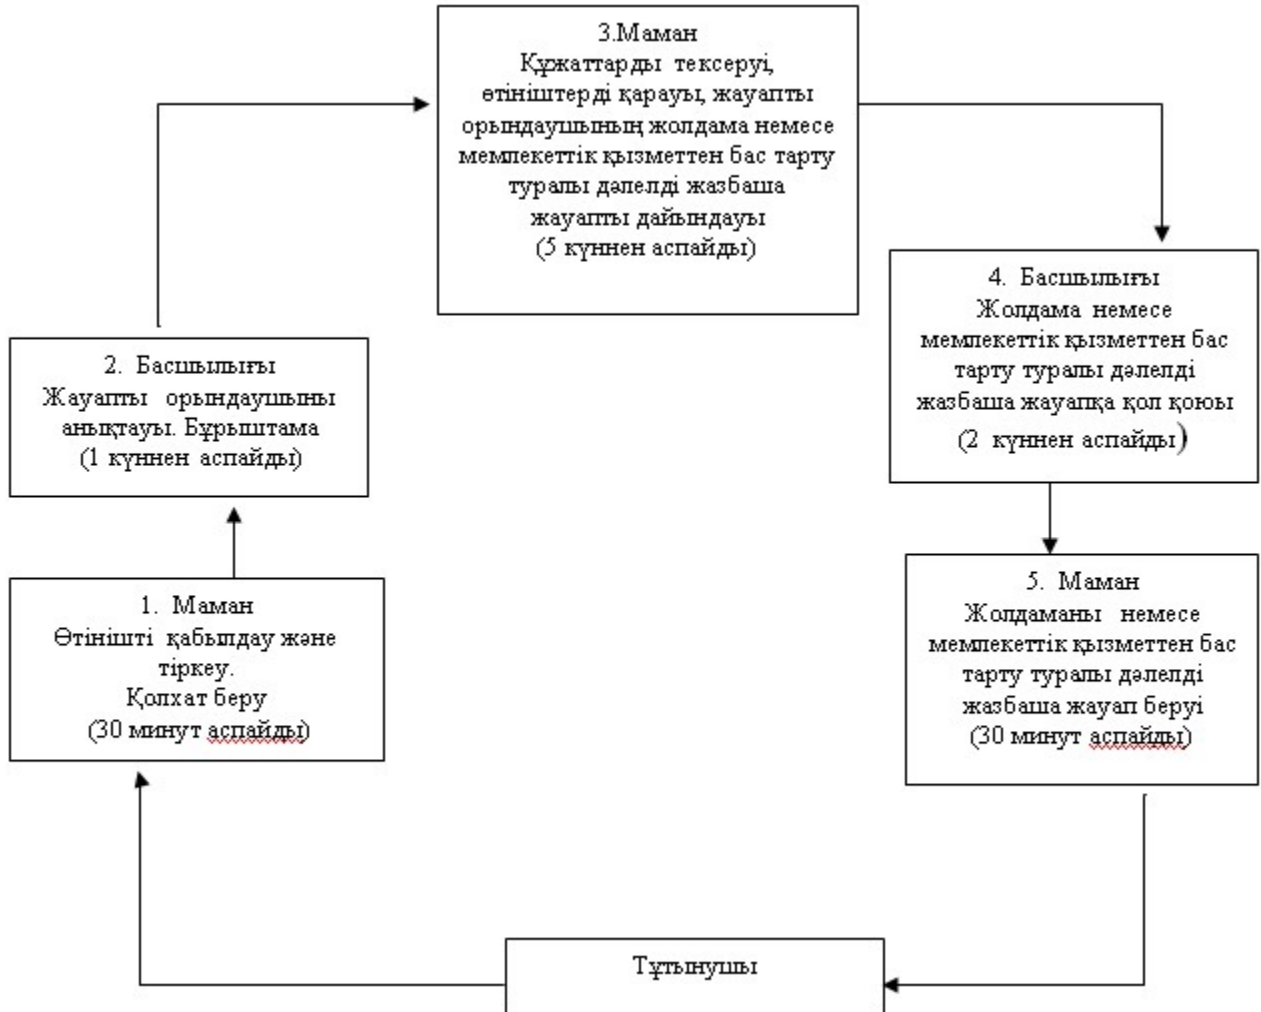 3.Маман
Құжаттарды тексеруі,
өтініштерді қарауы, жауапты
орындаушының жолдама немесе
мемлекеттік қызметтен бас тарту
туралы дәлелді жазбаша
жауапты дайындауы
(5 күннен аспайды)
4. Басшылығы
Жолдама немесе
мемлекеттік қызметтен бас
тарту туралы дәлелді
жазбаша жауапқа қол қоюы
(2 күннен аспайды)
2. Басшылығы
Жауапты орындаушыны
анықтауы. Бұрыштама
(1 күннен аспайды)
1. Маман
Өтінішті қабылдау және
тіркеу.
Қолхат беру
(30 минут аспайды)
5. Маман
Жолдаманы немесе
мемлекеттік қызметтен бас
тарту туралы дәлелді
жазбаша жауап беруі
(30 минут аспайды)
Тұтынушы